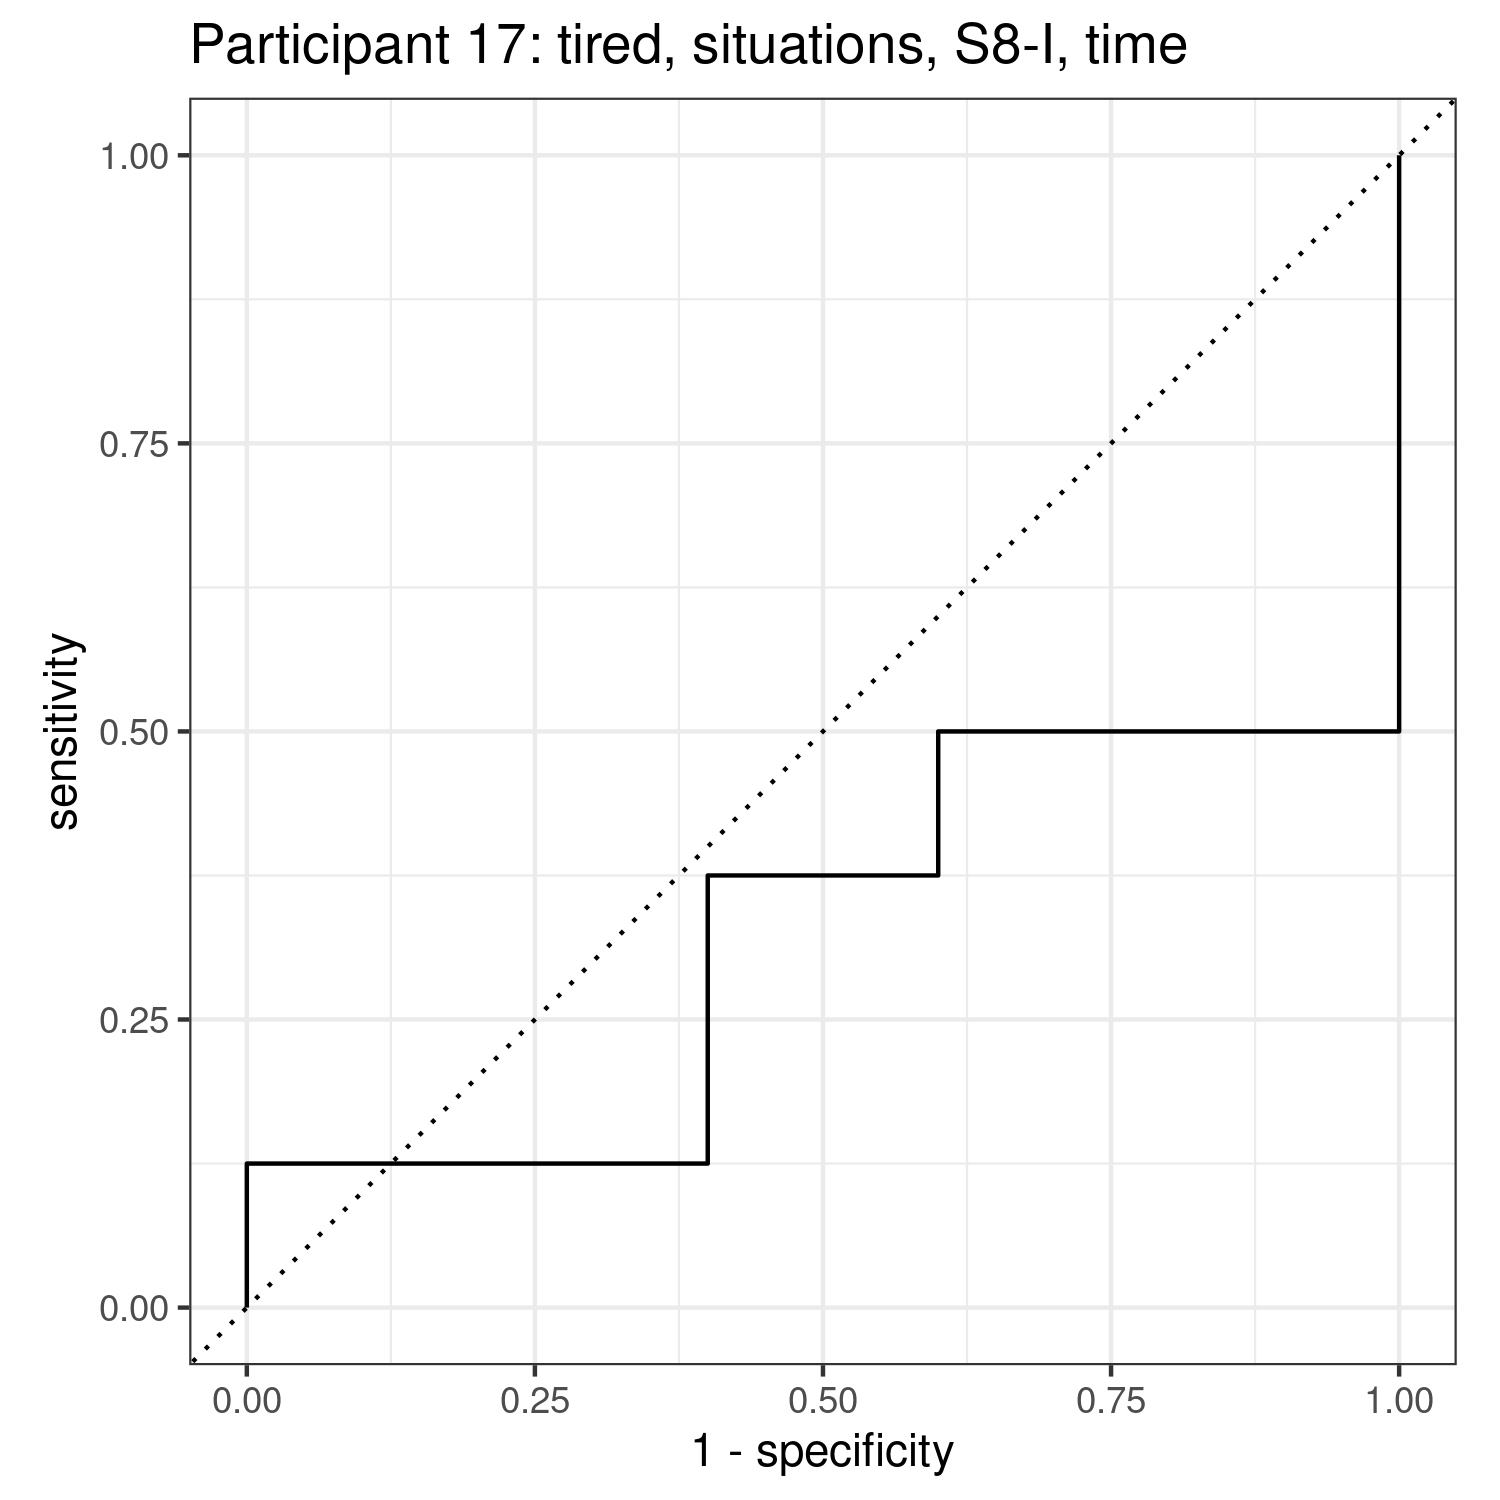 Participant 17: tired, situations, S8-I, time
1.00
0.75
0.50
0.25
0.00
sensitivity
0.00 0.25 0.50 0.75 1.00
1 - specificity